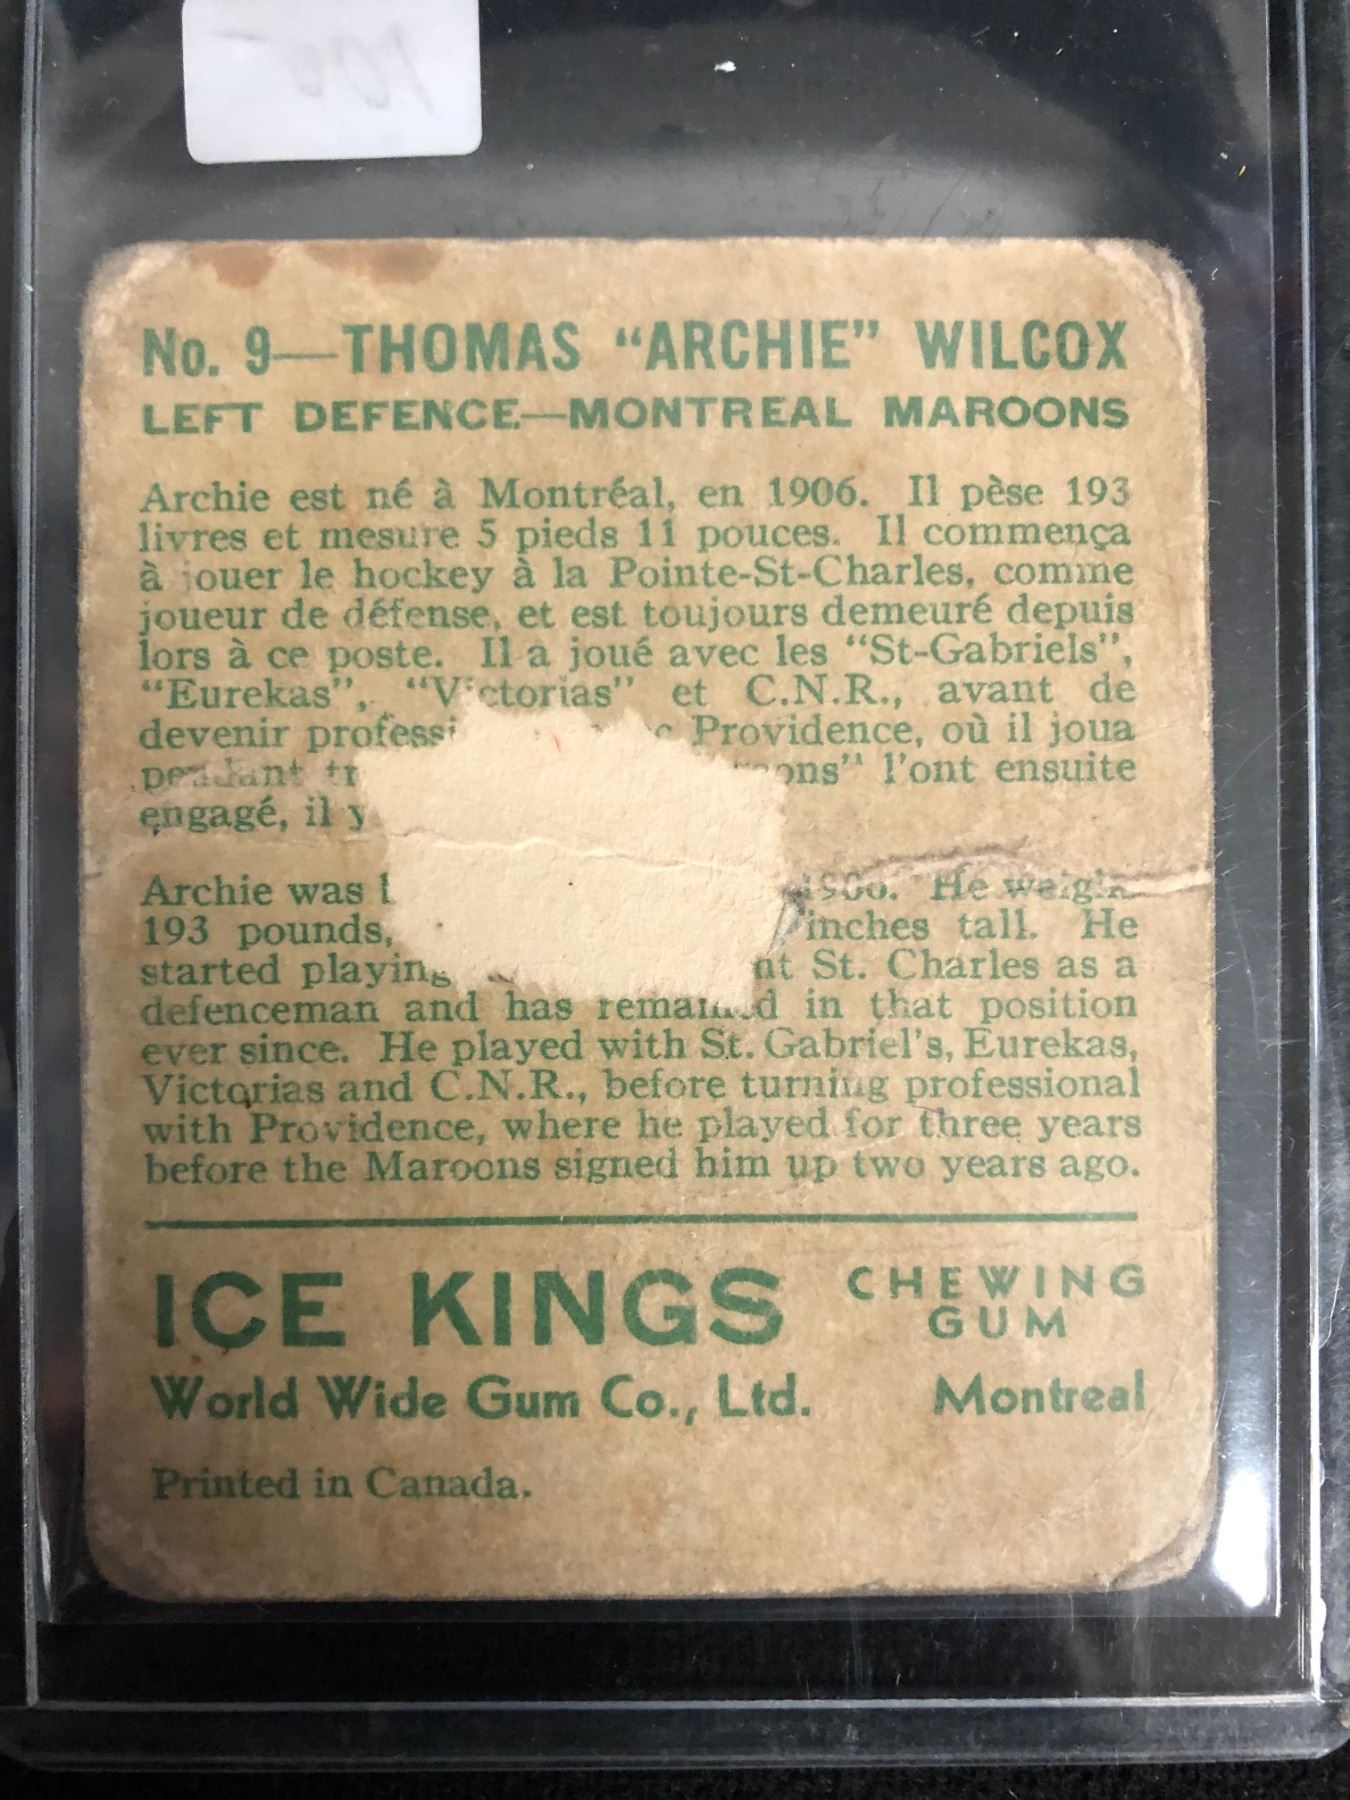 No. 9—THOMAS "ARCHIE" WILCOX
LEFT DEFENCE—MONTREAL MAROONS
Archie est né à Montréal, en 1906. Il pèse 193
livres et mesure 5 pieds 11 pouces. Il commença
à jouer le hockey à la Pointe-St-Charles, comme
joueur de défense, et est toujours demeuré depuis
lors à ce poste. Il a joué avec les "St-Gabriels",
"Eurekas", "Victorias" et C.N.R., avant de
devenir Providence, où il joua
pendant l'ont ensuite
engagé, il y
Archie was 1906. He weighs
193 pounds, inches tall. He
started playing St. Charles as a
defenceman and has remained in that position
ever since. He played with St. Gabriel's, Eurekas,
Victorias and C.N.R., before turning professional
with Providence, where he played for three years
before the Maroons signed him up two years ago.
ICE KINGS CHEWING
GUM
World Wide Gum Co., Ltd. Montreal
Printed in Canada.